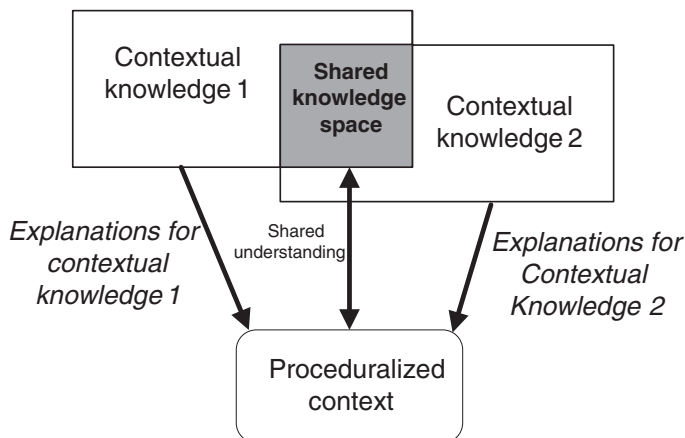 Contextual
knowledge 1
Shared
knowledge
space
Contextual
knowledge 2
Explanations for
contextual
knowledge 1
Shared
understanding
Explanations for
Contextual
Knowledge 2
Proceduralized
context